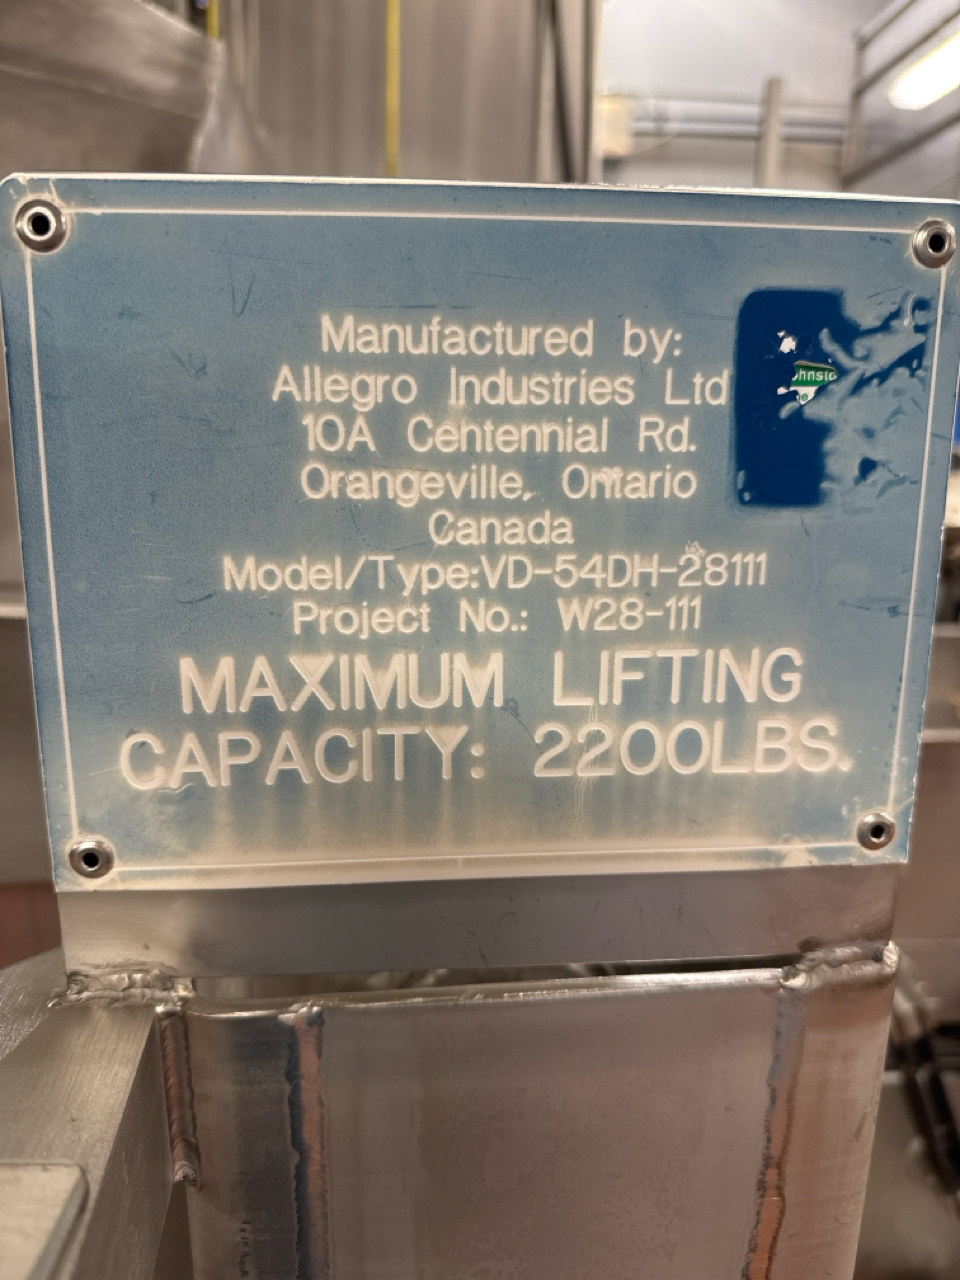 Manufactured by:
Allegro Industries Ltd
10A Centennial Rd.
Orangeville, Ontario
Canada
Model/Type:VD-54DH-28111
Project No.: W28-111
MAXIMUM LIFTING
CAPACITY: 2200LBS.